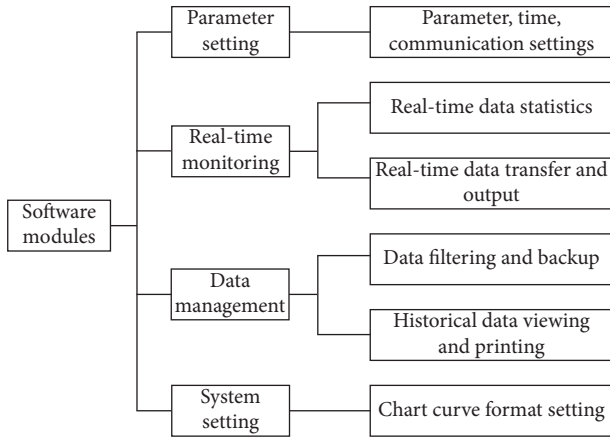 Software
modules
Parameter
setting
Parameter, time,
communication settings
Real-time
monitoring
Real-time data statistics
Real-time data transfer and
output
Data
management
Data filtering and backup
Historical data viewing
and printing
System
setting
Chart curve format setting